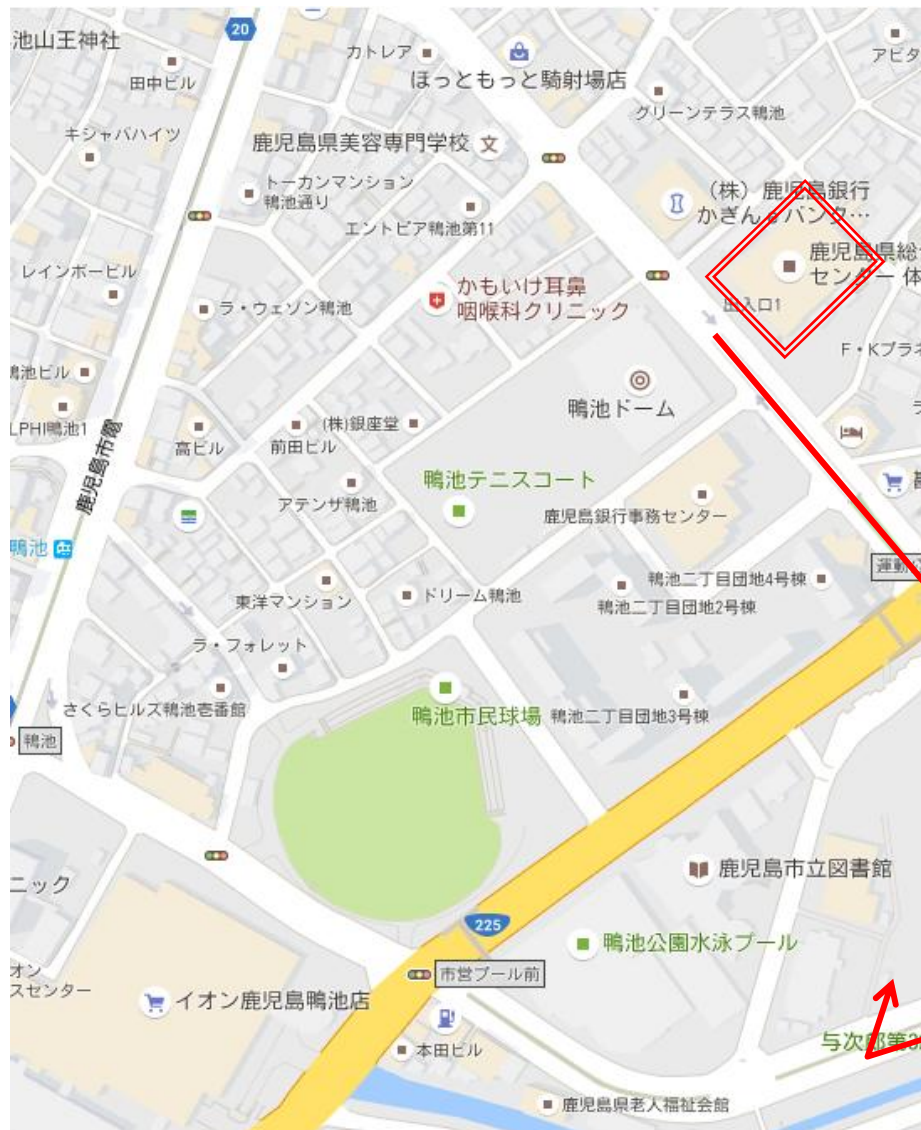 池山王神社
20
田中ビル
カトレア
ほっともっと騎射場店
アビタ
グリーンテラス鴨池
キシャバハイツ
鹿児島県美容専門学校
文
トーカンマンション
鴨池通り
エントピア鴨池第11
(株)鹿児島銀行
かぎんeバンク…
鹿児島県総
センター 体
出入口1
レインボービル
ラ・ウェゾン鴨池
かもいけ耳鼻
咽喉科クリニック
F・Kプラネ
鴨池ビル
鴨池ドーム
LPHI鴨池1
(株)銀座堂
高ビル
前田ビル
鹿児島市電
アテンザ鴨池
鴨池テニスコート
鹿児島銀行事務センター
鴨池
運動
東洋マンション
ドリーム鴨池
鴨池二丁目団地4号棟
鴨池二丁目団地2号棟
ラ・フォレット
さくらヒルズ鴨池壱番館
鴨池市民球場
鴨池二丁目団地3号棟
鴨池
ニック
鹿児島市立図書館
225
鴨池公園水泳プール
市営プール前
オン
スセンター
イオン鹿児島鴨池店
本田ビル
与次郎第3
鹿児島県老人福祉会館